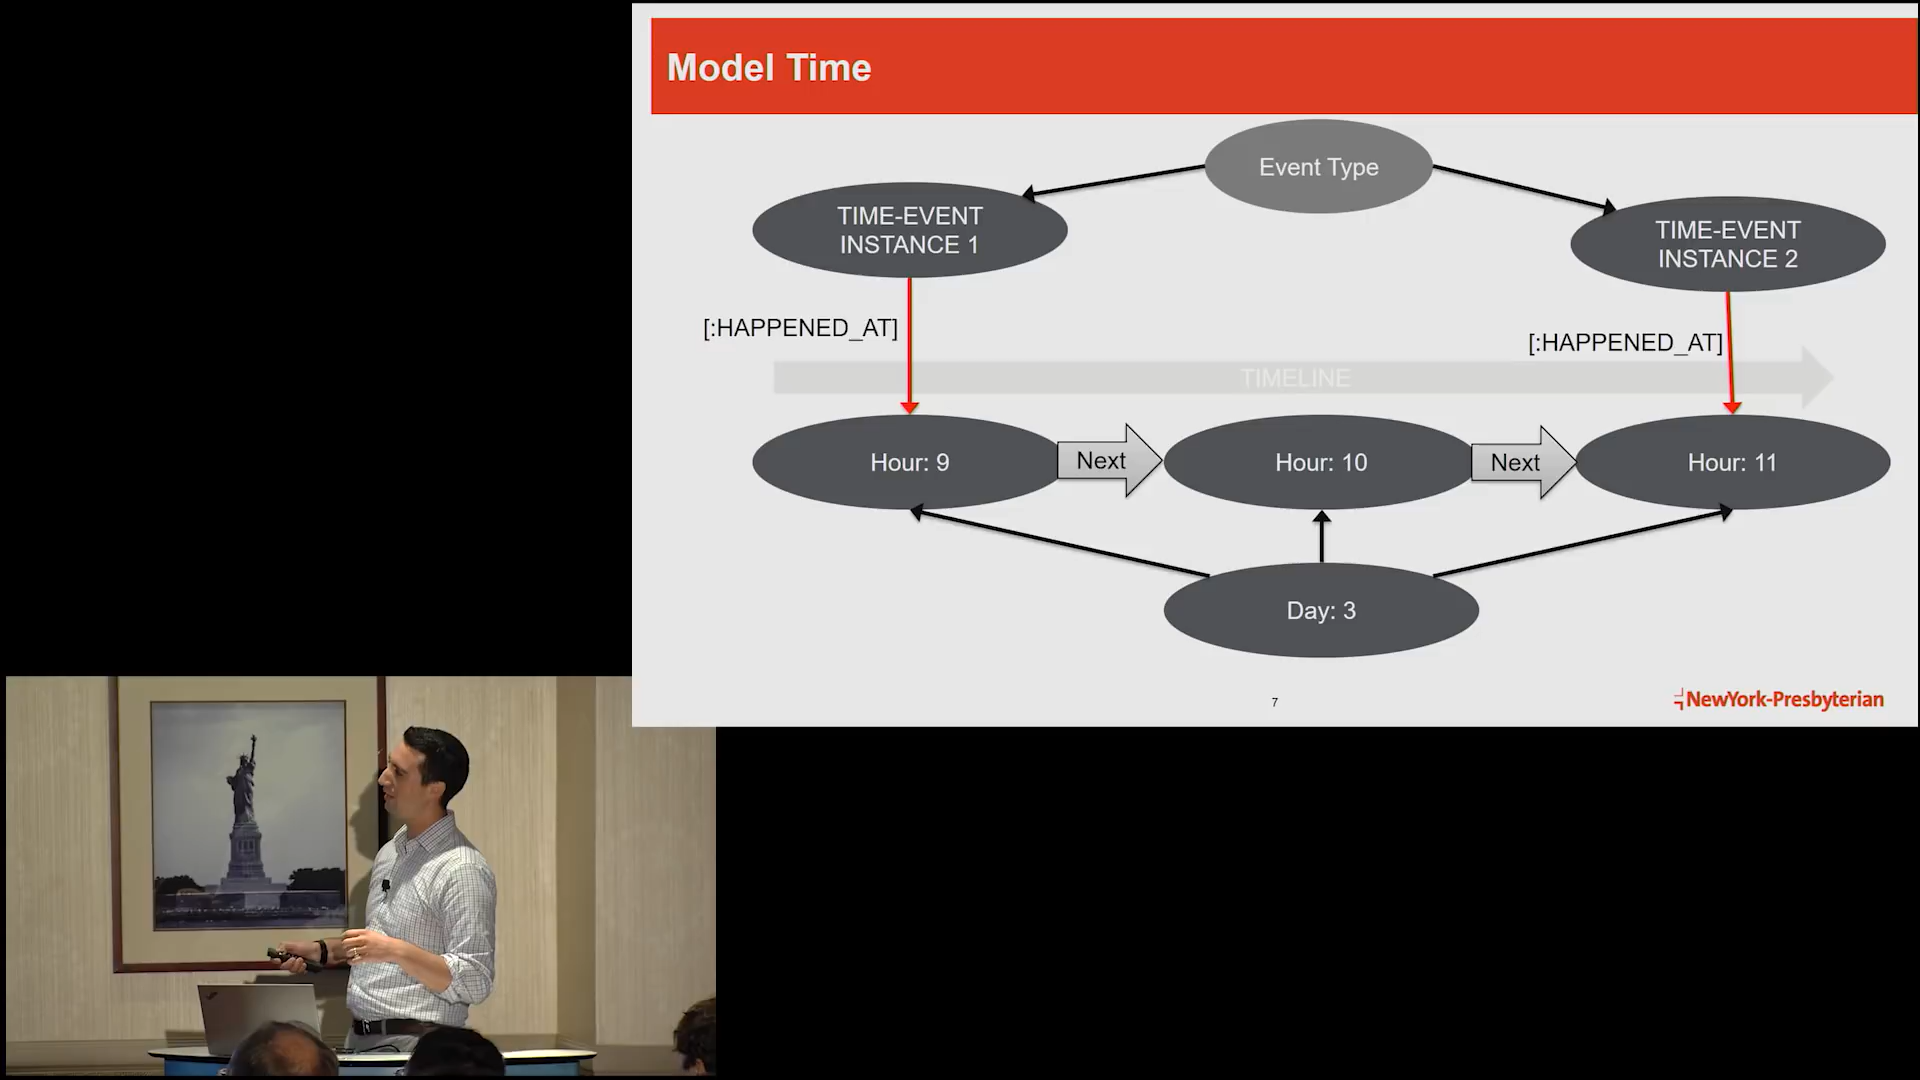 Model Time
Event Type
TIME-EVENT
INSTANCE 1
TIME-EVENT
INSTANCE 2
[:HAPPENED_AT]
[:HAPPENED_AT]
TIMELINE
Hour: 9
Next
Hour: 10
Next
Hour: 11
Day: 3
7
NewYork-Presbyterian